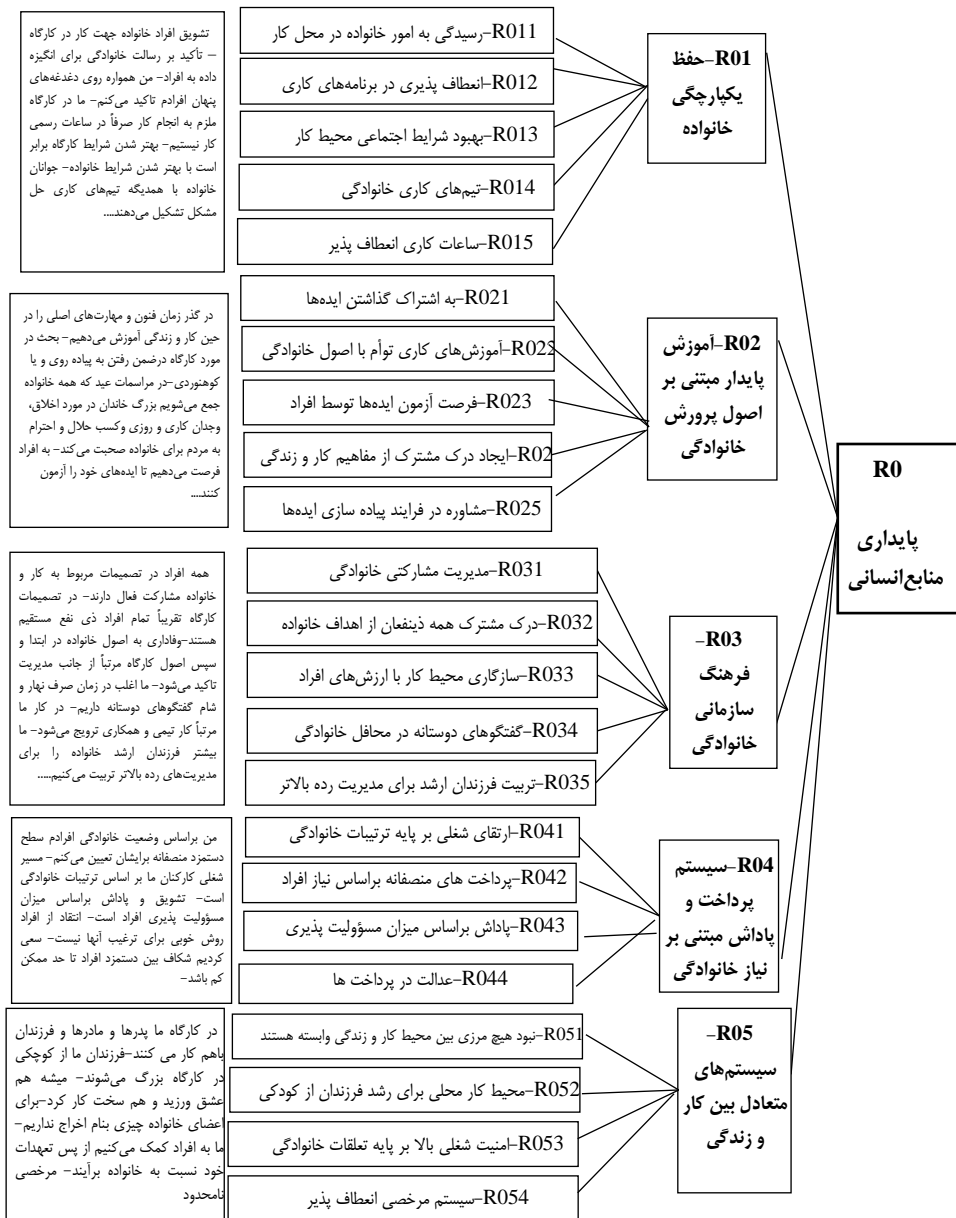 R0
پایداری
منابع‌انسانی
R01-حفظ
یکپارچگی
خانواده
R011-رسیدگی به امور خانواده در محل کار
R012-انعطاف پذیری در برنامه‌های کاری
R013-بهبود شرایط اجتماعی محیط کار
R014-تیم‌های کاری خانوادگی
R015-ساعات کاری انعطاف پذیر
تشویق افراد خانواده جهت کار در کارگاه
– تأکید بر رسالت خانوادگی برای انگیزه
داده به افراد- من همواره روی دغدغه‌های
پنهان افرادم تاکید می‌کنم- ما در کارگاه
ملزم به انجام کار صرفاً در ساعات رسمی
کار نیستیم- بهتر شدن شرایط کارگاه برابر
است با بهتر شدن شرایط خانواده- جوانان
خانواده با همدیگه تیم‌های کاری حل
مشکل تشکیل می‌دهند....
R02-آموزش
پایدار مبتنی بر
اصول پرورش
خانوادگی
R021-به اشتراک گذاشتن ایده‌ها
R022-آموزش‌های کاری توأم با اصول خانوادگی
R023-فرصت آزمون ایده‌ها توسط افراد
R02-ایجاد درک مشترک از مفاهیم کار و زندگی
R025-مشاوره در فرایند پیاده سازی ایده‌ها
در گذر زمان فنون و مهارت‌های اصلی را در
حین کار و زندگی آموزش می‌دهیم- بحث در
مورد کارگاه درضمن رفتن به پیاده روی و یا
کوهنوردی-در مراسمات عید که همه خانواده
جمع می‌شویم بزرگ خاندان در مورد اخلاق،
وجدان کاری و روزی وکسب حلال و احترام
به مردم برای خانواده صحبت می‌کند- به افراد
فرصت می‌دهیم تا ایده‌های خود را آزمون
کنند....
R03-
فرهنگ
سازمانی
خانوادگی
R031-مدیریت مشارکتی خانوادگی
R032-درک مشترک همه ذینفعان از اهداف خانواده
R033-سازگاری محیط کار با ارزش‌های افراد
R034-گفتگوهای دوستانه در محافل خانوادگی
R035-تربیت فرزندان ارشد برای مدیریت رده بالاتر
همه افراد در تصمیمات مربوط به کار و
خانواده مشارکت فعال دارند- در تصمیمات
کارگاه تقریباً تمام افراد ذی نفع مستقیم
هستند-وفاداری به اصول خانواده در ابتدا و
سپس اصول کارگاه مرتباً از جانب مدیریت
تاکید می‌شود- ما اغلب در زمان صرف نهار و
شام گفتگوهای دوستانه داریم- در کار ما
مرتباً کار تیمی و همکاری ترویج می‌شود- ما
بیشتر فرزندان ارشد خانواده را برای
مدیریت‌های رده بالاتر تربیت می‌کنیم.....
R04-سیستم
پرداخت و
پاداش مبتنی بر
نیاز خانوادگی
R041-ارتقای شغلی بر پایه ترتیبات خانوادگی
R042-پرداخت های منصفانه براساس نیاز افراد
R043-پاداش براساس میزان مسؤولیت پذیری
R044-عدالت در پرداخت ها
من براساس وضعیت خانوادگی افرادم سطح
دستمزد منصفانه برایشان تعیین می‌کنم- مسیر
شغلی کارکنان ما بر اساس ترتیبات خانوادگی
است- تشویق و پاداش براساس میزان
مسؤولیت پذیری افراد است- انتقاد از افراد
روش خوبی برای ترغیب آنها نیست- سعی
کردیم شکاف بین دستمزد افراد تا حد ممکن
کم باشد-
R05-
سیستم‌های
متعادل بین کار
و زندگی
R051-نبود هیچ مرزی بین محیط کار و زندگی وابسته هستند
R052-محیط کار محلی برای رشد فرزندان از کودکی
R053-امنیت شغلی بالا بر پایه تعلقات خانوادگی
R054-سیستم مرخصی انعطاف پذیر
در کارگاه ما پدرها و مادرها و فرزندان
باهم کار می کنند-فرزندان ما از کوچکی
در کارگاه بزرگ می‌شوند- میشه هم
عشق ورزید و هم سخت کار کرد-برای
اعضای خانواده چیزی بنام اخراج نداریم-
ما به افراد کمک می‌کنیم از پس تعهدات
خود نسبت به خانواده برآیند- مرخصی
نامحدود